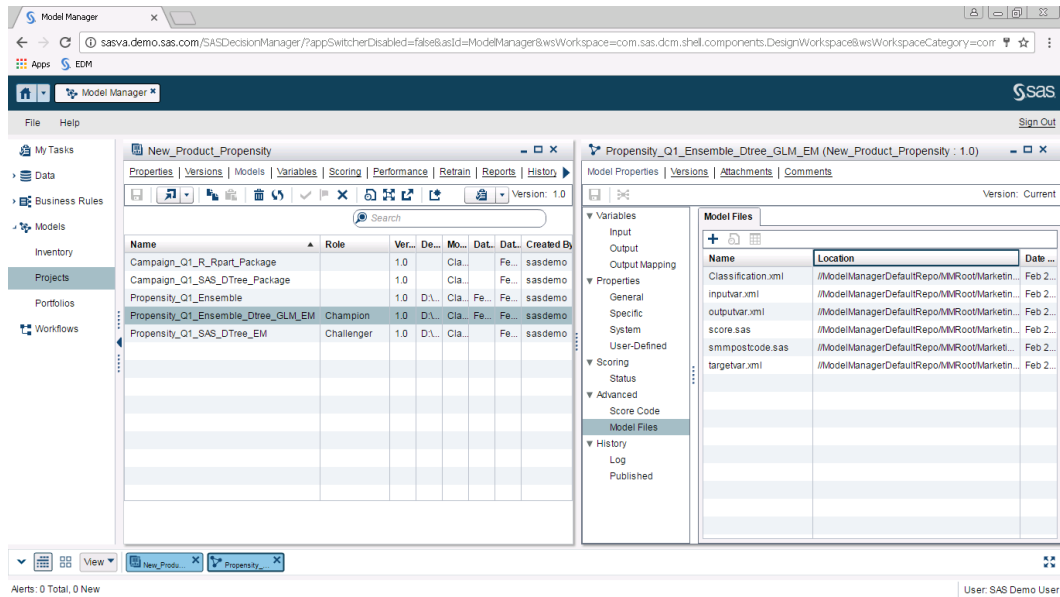 Model Manager
sasva.demo.sas.com/SASDecisionManager/?appSwitcherDisabled=false&asId=ModelManager&wsWorkspace=com.sas.dcm.shell.components.DesignWorkspace&wsWorkspaceCategory=com
Apps EDM
Model Manager
sas
File Help
Sign Out
My Tasks
Data
Business Rules
Models
Inventory
Projects
Portfolios
Workflows
New_Product_Propensity
Properties | Versions | Models | Variables | Scoring | Performance | Retrain | Reports | History
Version: 1.0
Search
Name Role Ver... De... Mo... Dat... Dat... Created By
Campaign_Q1_R_Rpart_Package 1.0 Cla... Fe... sasdemo
Campaign_Q1_SAS_DTree_Package 1.0 Cla... Fe... sasdemo
Propensity_Q1_Ensemble 1.0 D:\... Cla... Fe... Fe... sasdemo
Propensity_Q1_Ensemble_Dtree_GLM_EM Champion 1.0 D:\... Cla... Fe... Fe... sasdemo
Propensity_Q1_SAS_DTree_EM Challenger 1.0 D:\... Cla... Fe... sasdemo
Propensity_Q1_Ensemble_Dtree_GLM_EM (New_Product_Propensity : 1.0)
Model Properties | Versions | Attachments | Comments
Version: Current
Variables
Input
Output
Output Mapping
Properties
General
Specific
System
User-Defined
Scoring
Status
Advanced
Score Code
Model Files
History
Log
Published
Model Files
Name Location Date ...
Classification.xml //ModelManagerDefaultRepo/MMRoot/Marketin... Feb 2...
inputvar.xml //ModelManagerDefaultRepo/MMRoot/Marketin... Feb 2...
outputvar.xml //ModelManagerDefaultRepo/MMRoot/Marketin... Feb 2...
score.sas //ModelManagerDefaultRepo/MMRoot/Marketin... Feb 2...
smmpostcode.sas //ModelManagerDefaultRepo/MMRoot/Marketi... Feb 2...
targetvar.xml //ModelManagerDefaultRepo/MMRoot/Marketin... Feb 2...
View
New_Produ...
Propensity_...
Alerts: 0 Total, 0 New
User: SAS Demo User